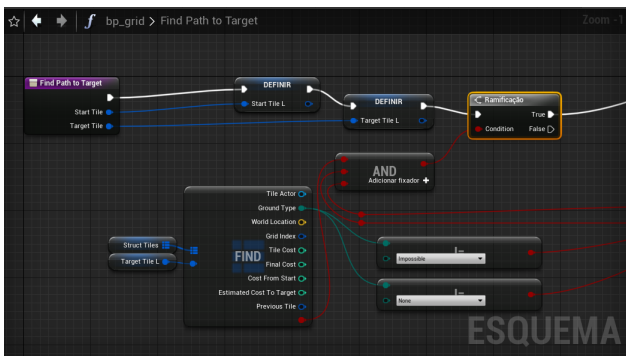 f bp_grid > Find Path to Target
Zoom -1
Find Path to Target
Start Tile
Target Tile
DEFINIR
Start Tile L
DEFINIR
Target Tile L
Ramificação
True
Condition
False
AND
Adicionar fixador +
Struct Tiles
Target Tile L
FIND
Tile Actor
Ground Type
World Location
Grid Index
Tile Cost
Final Cost
Cost From Start
Estimated Cost To Target
Previous Tile
!=
Impossible
!=
None
ESQUEMA